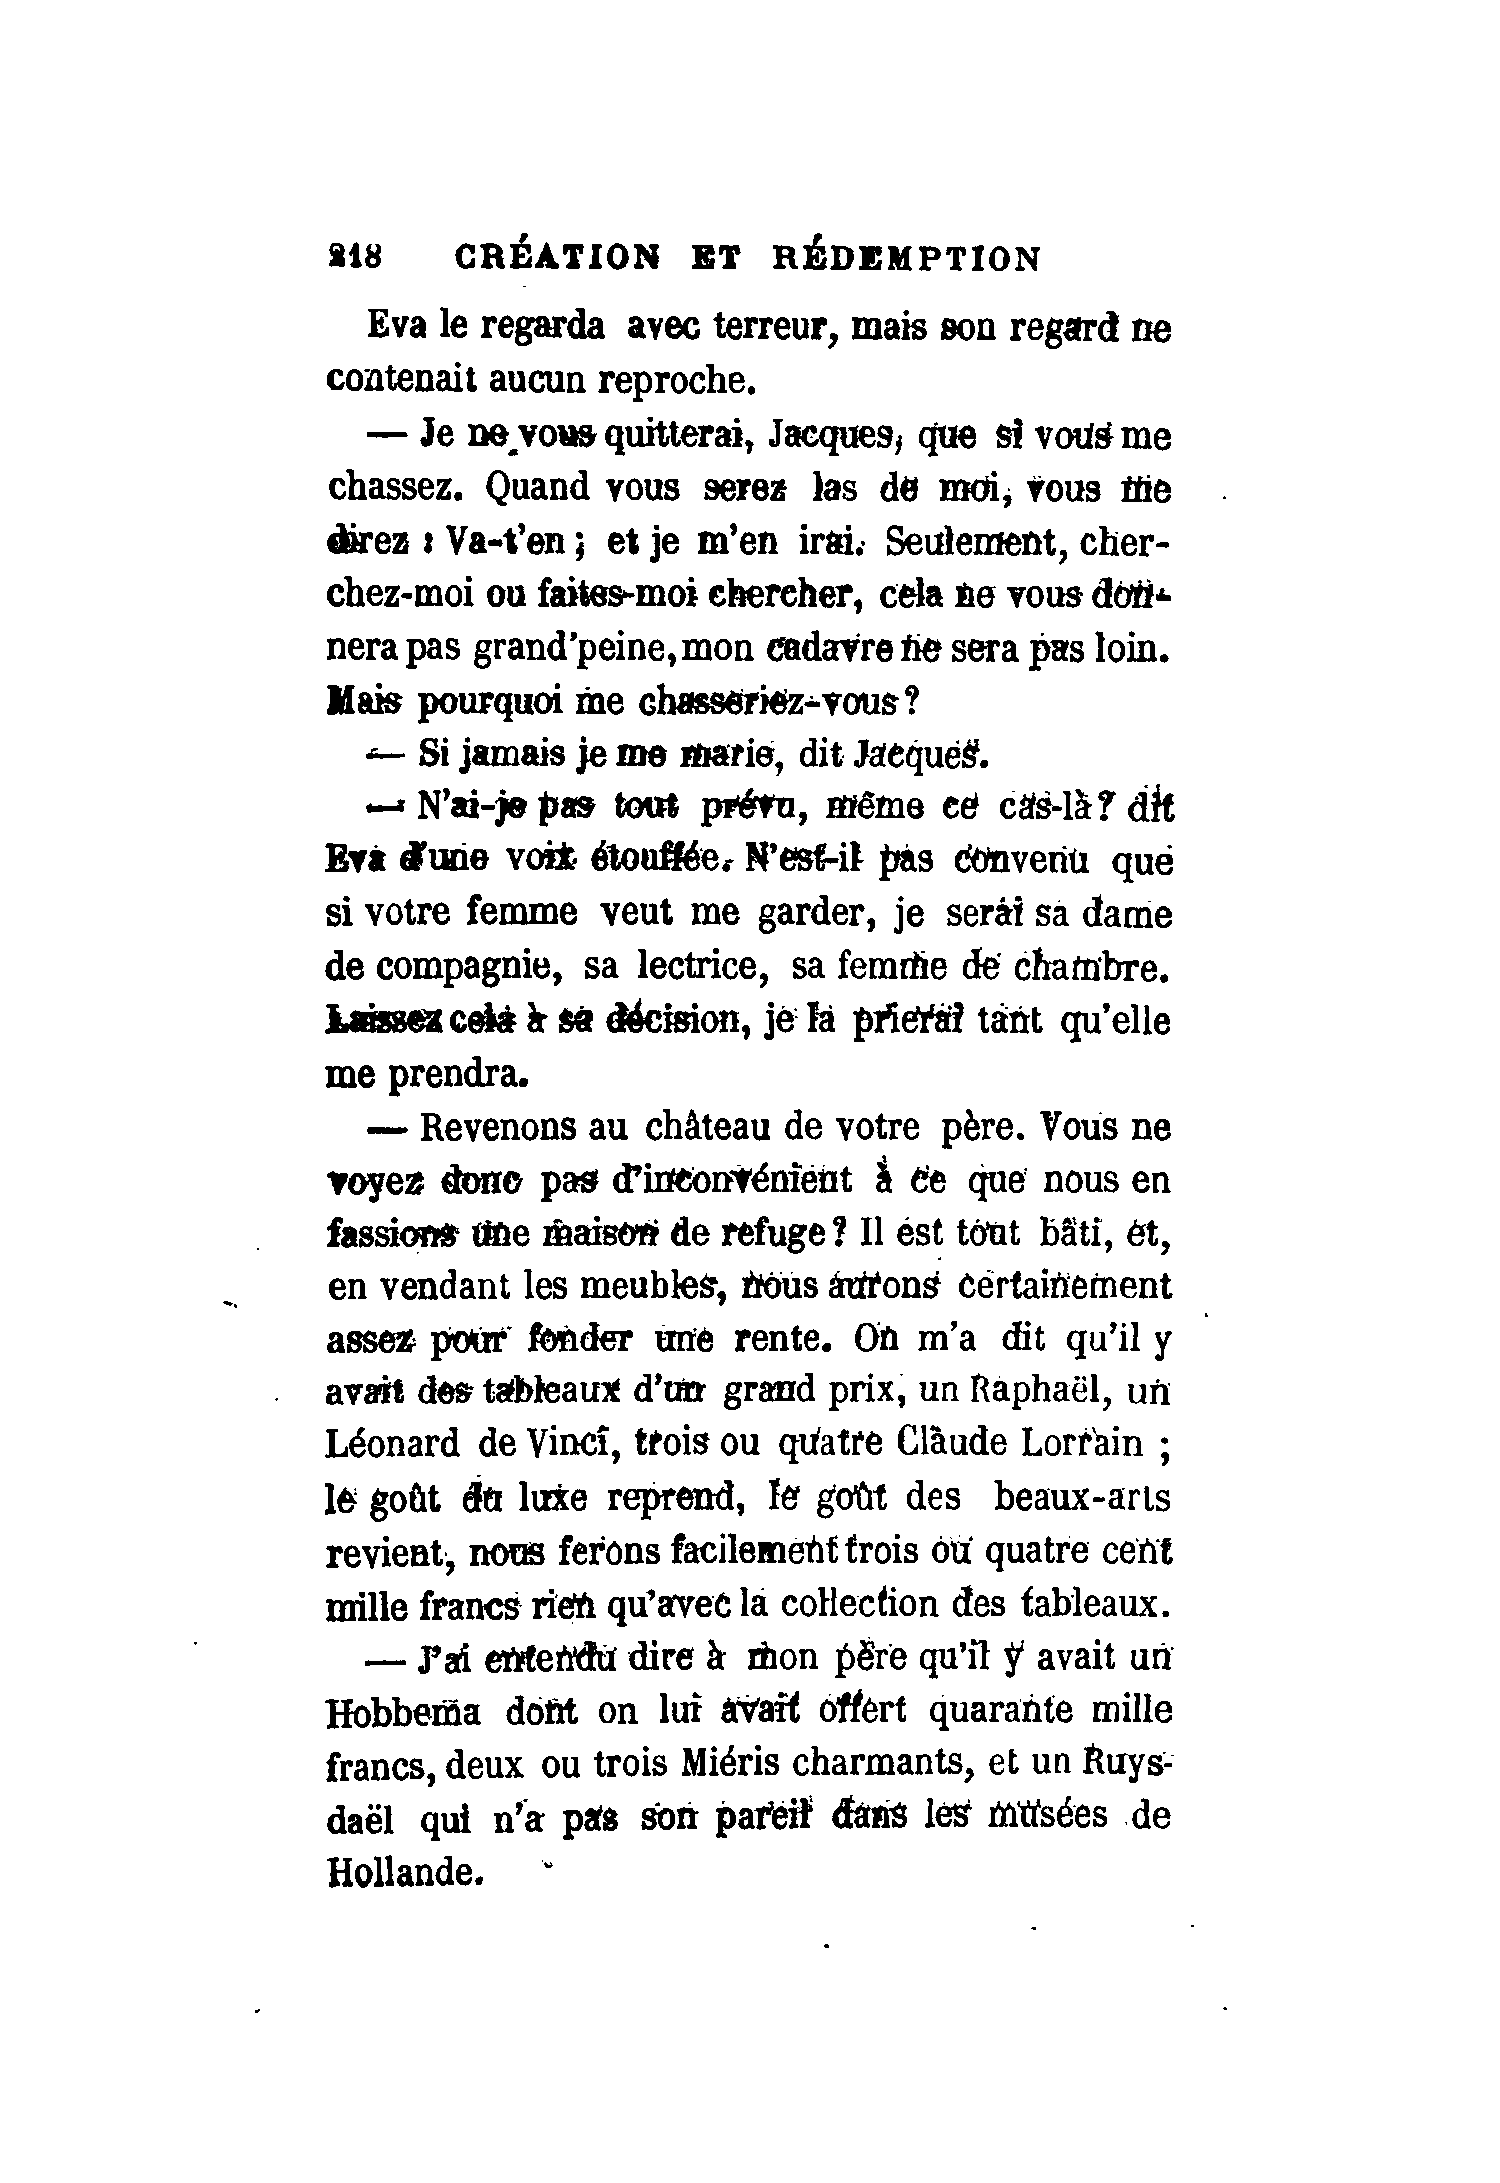 218 CRÉATION ET RÉDEMPTION
Eva le regarda avec terreur, mais son regard ne
contenait aucun reproche.
— Je ne vous quitterai, Jacques, que si vous me
chassez. Quand vous serez las de moi, vous me
direz : Va-t'en ; et je m'en irai. Seulement, cher-
chez-moi ou faites-moi chercher, cela ne vous don-
nera pas grand'peine, mon cadavre ne sera pas loin.
Mais pourquoi me chasseriez-vous ?
— Si jamais je me marie, dit Jacques.
— N'ai-je pas tout prévu, même ce cas-là ? dit
Eva d'une voix étouffée. N'est-il pas convenu que
si votre femme veut me garder, je serai sa dame
de compagnie, sa lectrice, sa femme de chambre.
Laissez cela à sa décision, je la prierai tant qu'elle
me prendra.
— Revenons au château de votre père. Vous ne
voyez donc pas d'inconvénient à ce que nous en
fassions une maison de refuge ? Il est tout bâti, et,
en vendant les meubles, nous aurons certainement
assez pour fonder une rente. On m'a dit qu'il y
avait des tableaux d'un grand prix, un Raphaël, un
Léonard de Vinci, trois ou quatre Claude Lorrain ;
le goût du luxe reprend, le goût des beaux-arts
revient, nous ferons facilement trois ou quatre cent
mille francs rien qu'avec la collection des tableaux.
— J'ai entendu dire à mon père qu'il y avait un
Hobbema dont on lui avait offert quarante mille
francs, deux ou trois Miéris charmants, et un Ruys-
daël qui n'a pas son pareil dans les musées de
Hollande.